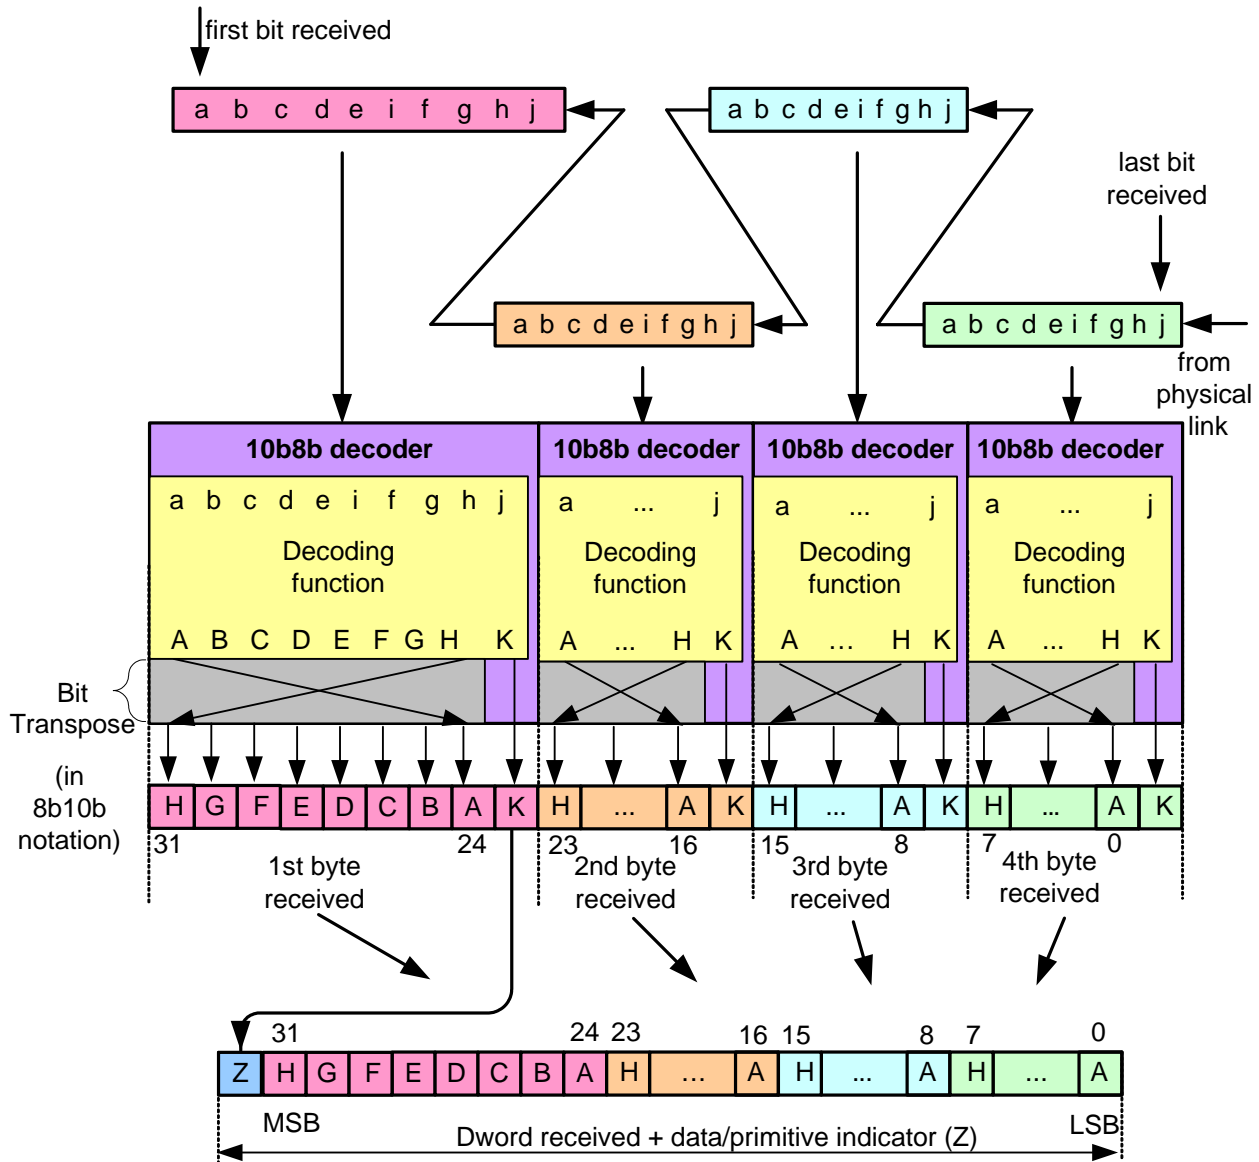 first bit received
a b c d e i f g h j
a b c d e i f g h j
last bit
received
a b c d e i f g h j
a b c d e i f g h j
from
physical
link
10b8b decoder 10b8b decoder 10b8b decoder 10b8b decoder
a b c d e i f g h j a ... j a ... j a ... j
Decoding
function
Decoding
function
Decoding
function
Decoding
function
A B C D E F G H K A ... H K A ... H K A ... H K
Bit
Transpose
(in
8b10b
notation)
H G F E D C B A K H ... A K H ... A K H ... A K
31 24 23 16 15 8 7 0
1st byte
received
2nd byte
received
3rd byte
received
4th byte
received
31 24 23 16 15 8 7 0
Z H G F E D C B A H ... A H ... A H ... A
MSB LSB
Dword received + data/primitive indicator (Z)